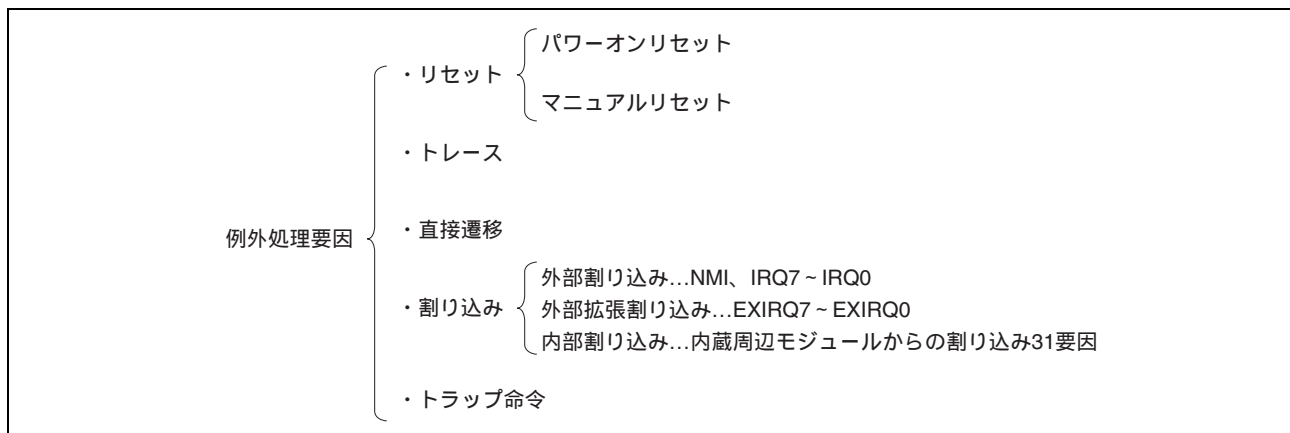 パワーオンリセット
・リセット
マニュアルリセット
・トレース
例外処理要因
・直接遷移
外部割り込み…NMI、IRQ7～IRQ0
・割り込み
外部拡張割り込み…EXIRQ7～EXIRQ0
内部割り込み…内蔵周辺モジュールからの割り込み31要因
・トラップ命令